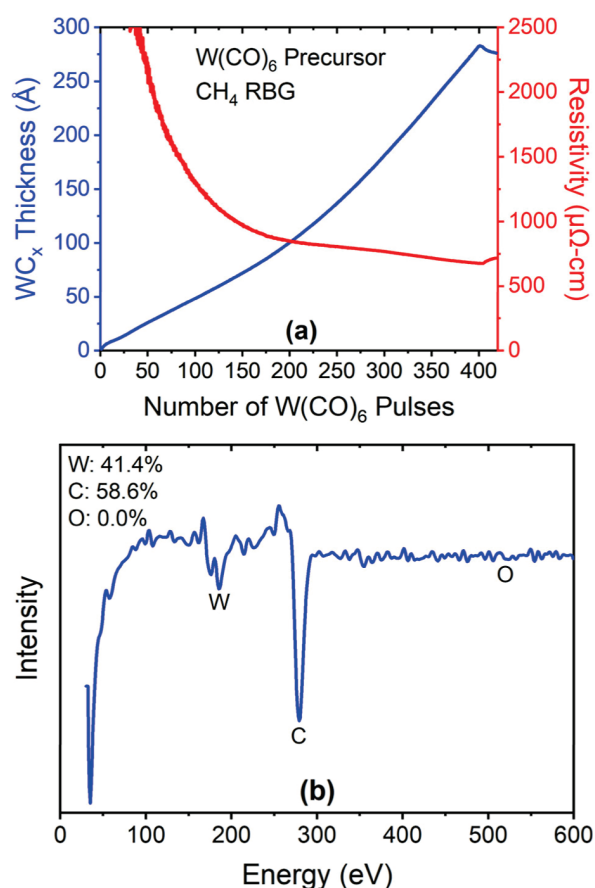 W(CO)₆ Precursor
CH₄ RBG
300
250
200
150
100
50
0
WCₓ Thickness (Å)
2500
2000
1500
1000
500
0
Resistivity (μΩ-cm)
(a)
0 50 100 150 200 250 300 350 400
Number of W(CO)₆ Pulses
W: 41.4%
C: 58.6%
O: 0.0%
W
C
O
Intensity
(b)
0 100 200 300 400 500 600
Energy (eV)